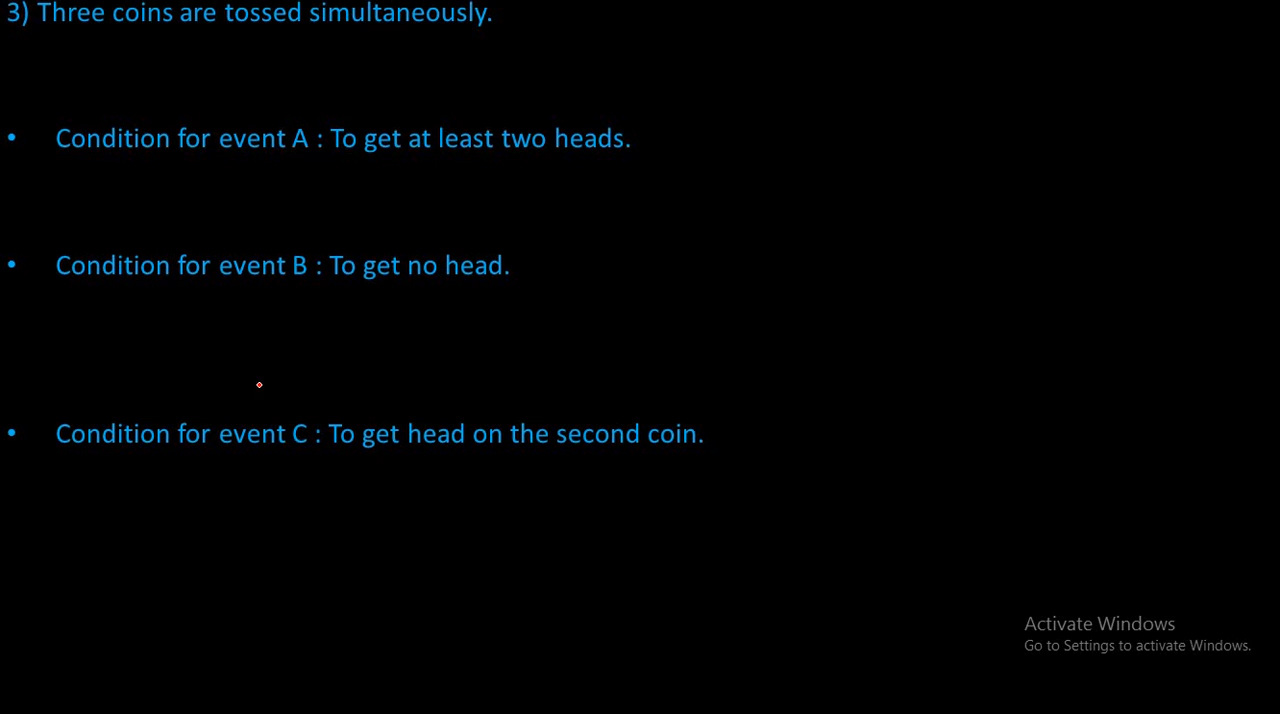 3) Three coins are tossed simultaneously.
• Condition for event A : To get at least two heads.
• Condition for event B : To get no head.
• Condition for event C : To get head on the second coin.
Activate Windows
Go to Settings to activate Windows.